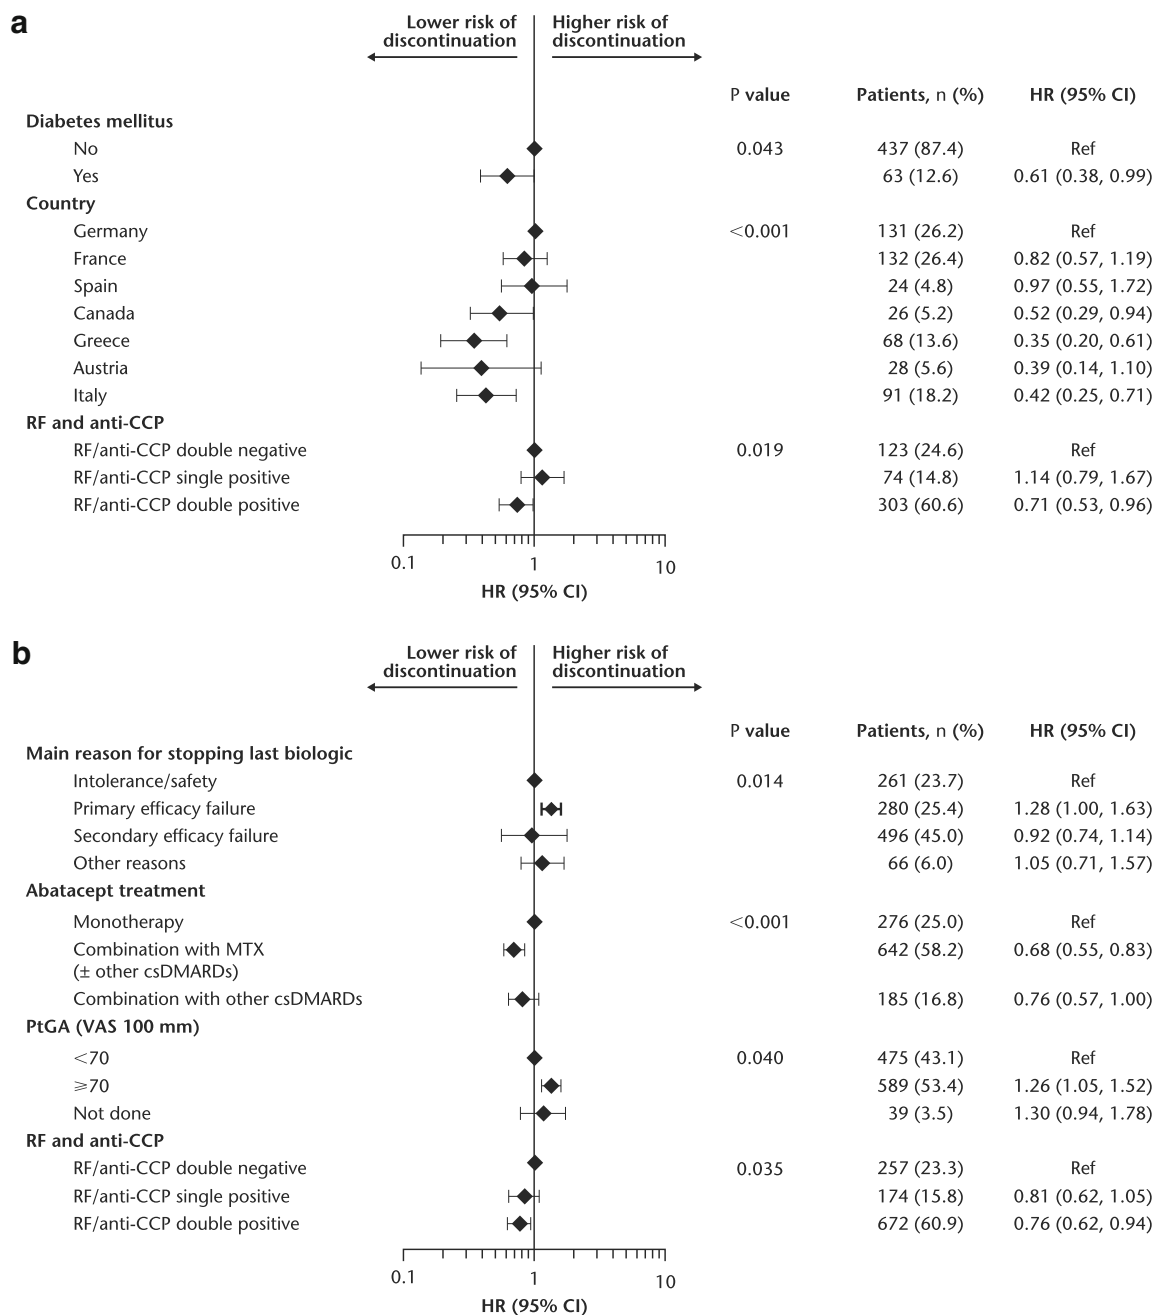 a
Lower risk of discontinuation
Higher risk of discontinuation
P value Patients, n (%) HR (95% CI)
Diabetes mellitus
No 0.043 437 (87.4) Ref
Yes 63 (12.6) 0.61 (0.38, 0.99)
Country
Germany <0.001 131 (26.2) Ref
France 132 (26.4) 0.82 (0.57, 1.19)
Spain 24 (4.8) 0.97 (0.55, 1.72)
Canada 26 (5.2) 0.52 (0.29, 0.94)
Greece 68 (13.6) 0.35 (0.20, 0.61)
Austria 28 (5.6) 0.39 (0.14, 1.10)
Italy 91 (18.2) 0.42 (0.25, 0.71)
RF and anti-CCP
RF/anti-CCP double negative 0.019 123 (24.6) Ref
RF/anti-CCP single positive 74 (14.8) 1.14 (0.79, 1.67)
RF/anti-CCP double positive 303 (60.6) 0.71 (0.53, 0.96)
0.1 1 10
HR (95% CI)
b
Lower risk of discontinuation
Higher risk of discontinuation
P value Patients, n (%) HR (95% CI)
Main reason for stopping last biologic
Intolerance/safety 0.014 261 (23.7) Ref
Primary efficacy failure 280 (25.4) 1.28 (1.00, 1.63)
Secondary efficacy failure 496 (45.0) 0.92 (0.74, 1.14)
Other reasons 66 (6.0) 1.05 (0.71, 1.57)
Abatacept treatment
Monotherapy <0.001 276 (25.0) Ref
Combination with MTX 642 (58.2) 0.68 (0.55, 0.83)
(± other csDMARDs)
Combination with other csDMARDs 185 (16.8) 0.76 (0.57, 1.00)
PtGA (VAS 100 mm)
<70 0.040 475 (43.1) Ref
⩾70 589 (53.4) 1.26 (1.05, 1.52)
Not done 39 (3.5) 1.30 (0.94, 1.78)
RF and anti-CCP
RF/anti-CCP double negative 0.035 257 (23.3) Ref
RF/anti-CCP single positive 174 (15.8) 0.81 (0.62, 1.05)
RF/anti-CCP double positive 672 (60.9) 0.76 (0.62, 0.94)
0.1 1 10
HR (95% CI)